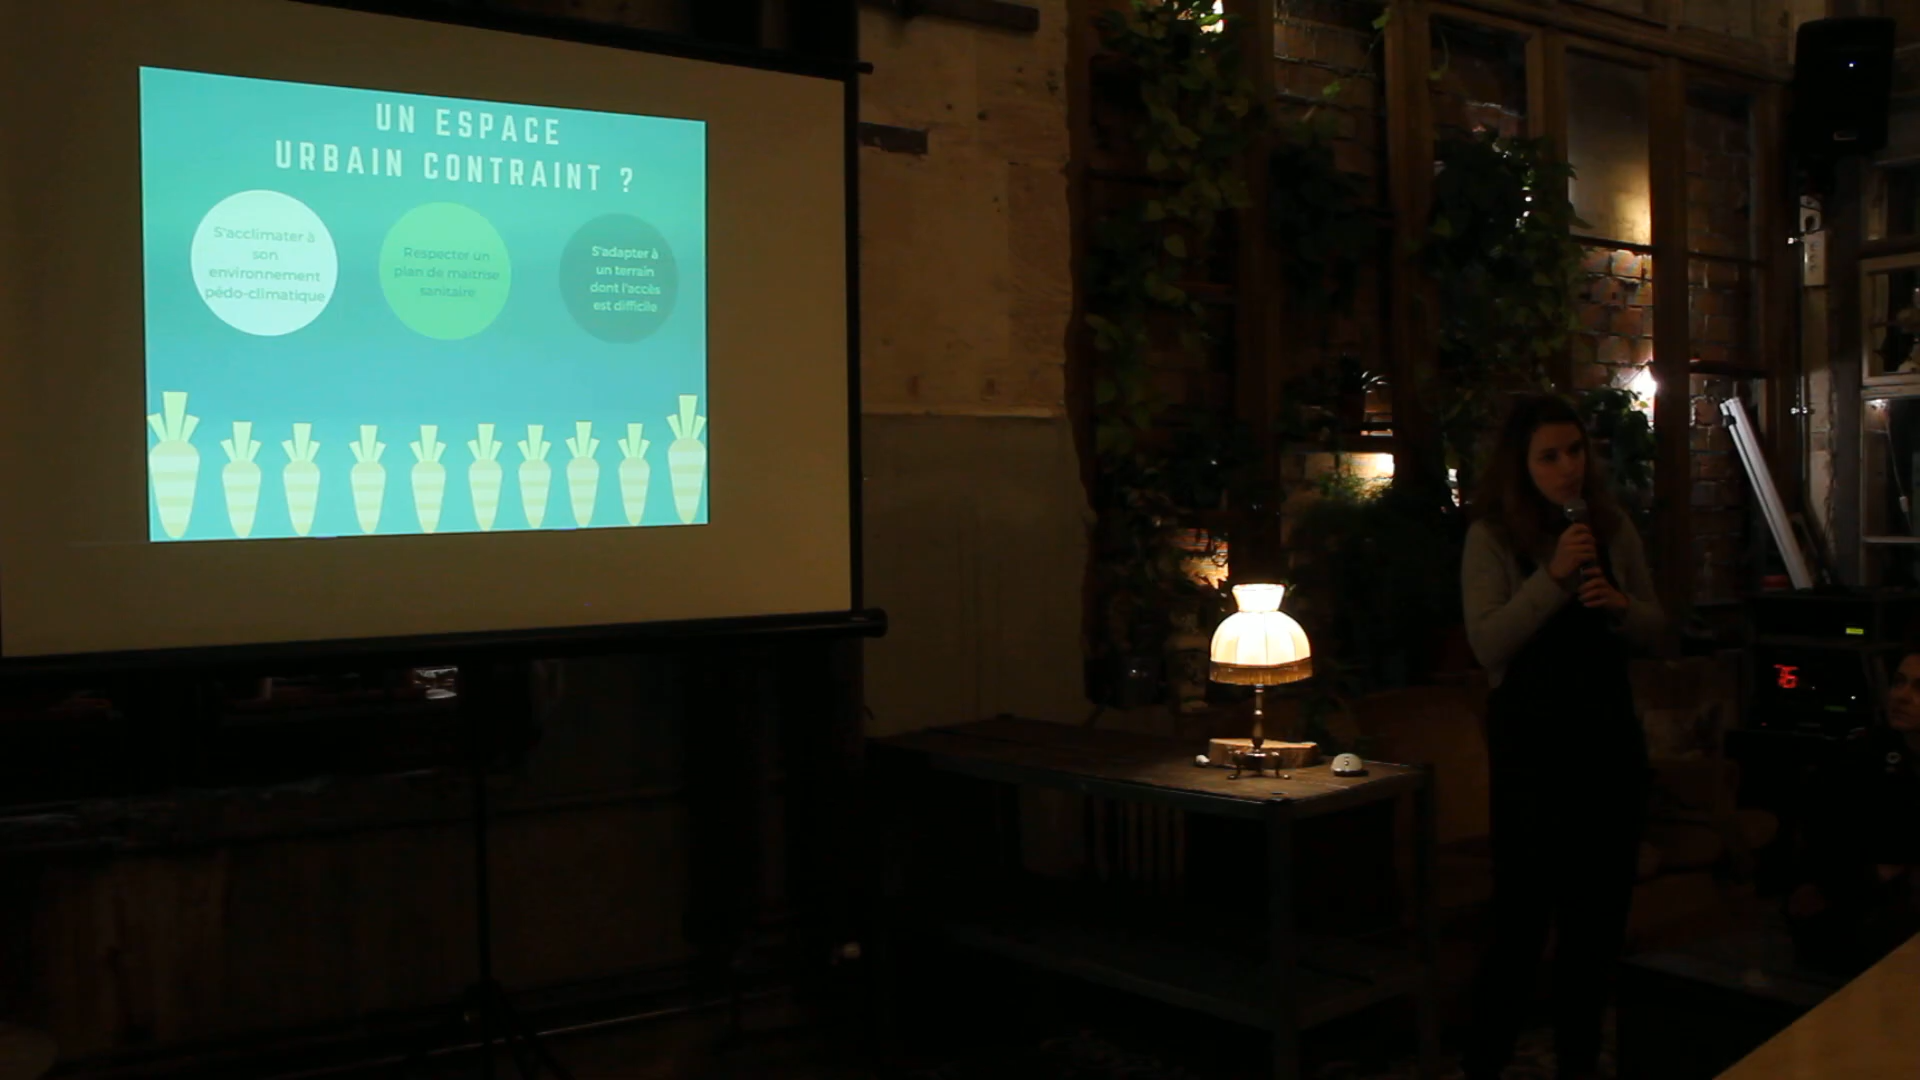 UN ESPACE
URBAIN CONTRAINT ?
S'acclimater à
son
environnement
pédo-climatique
Respecter un
plan de maitrise
sanitaire
S'adapter à
un terrain
dont l'accès
est difficile